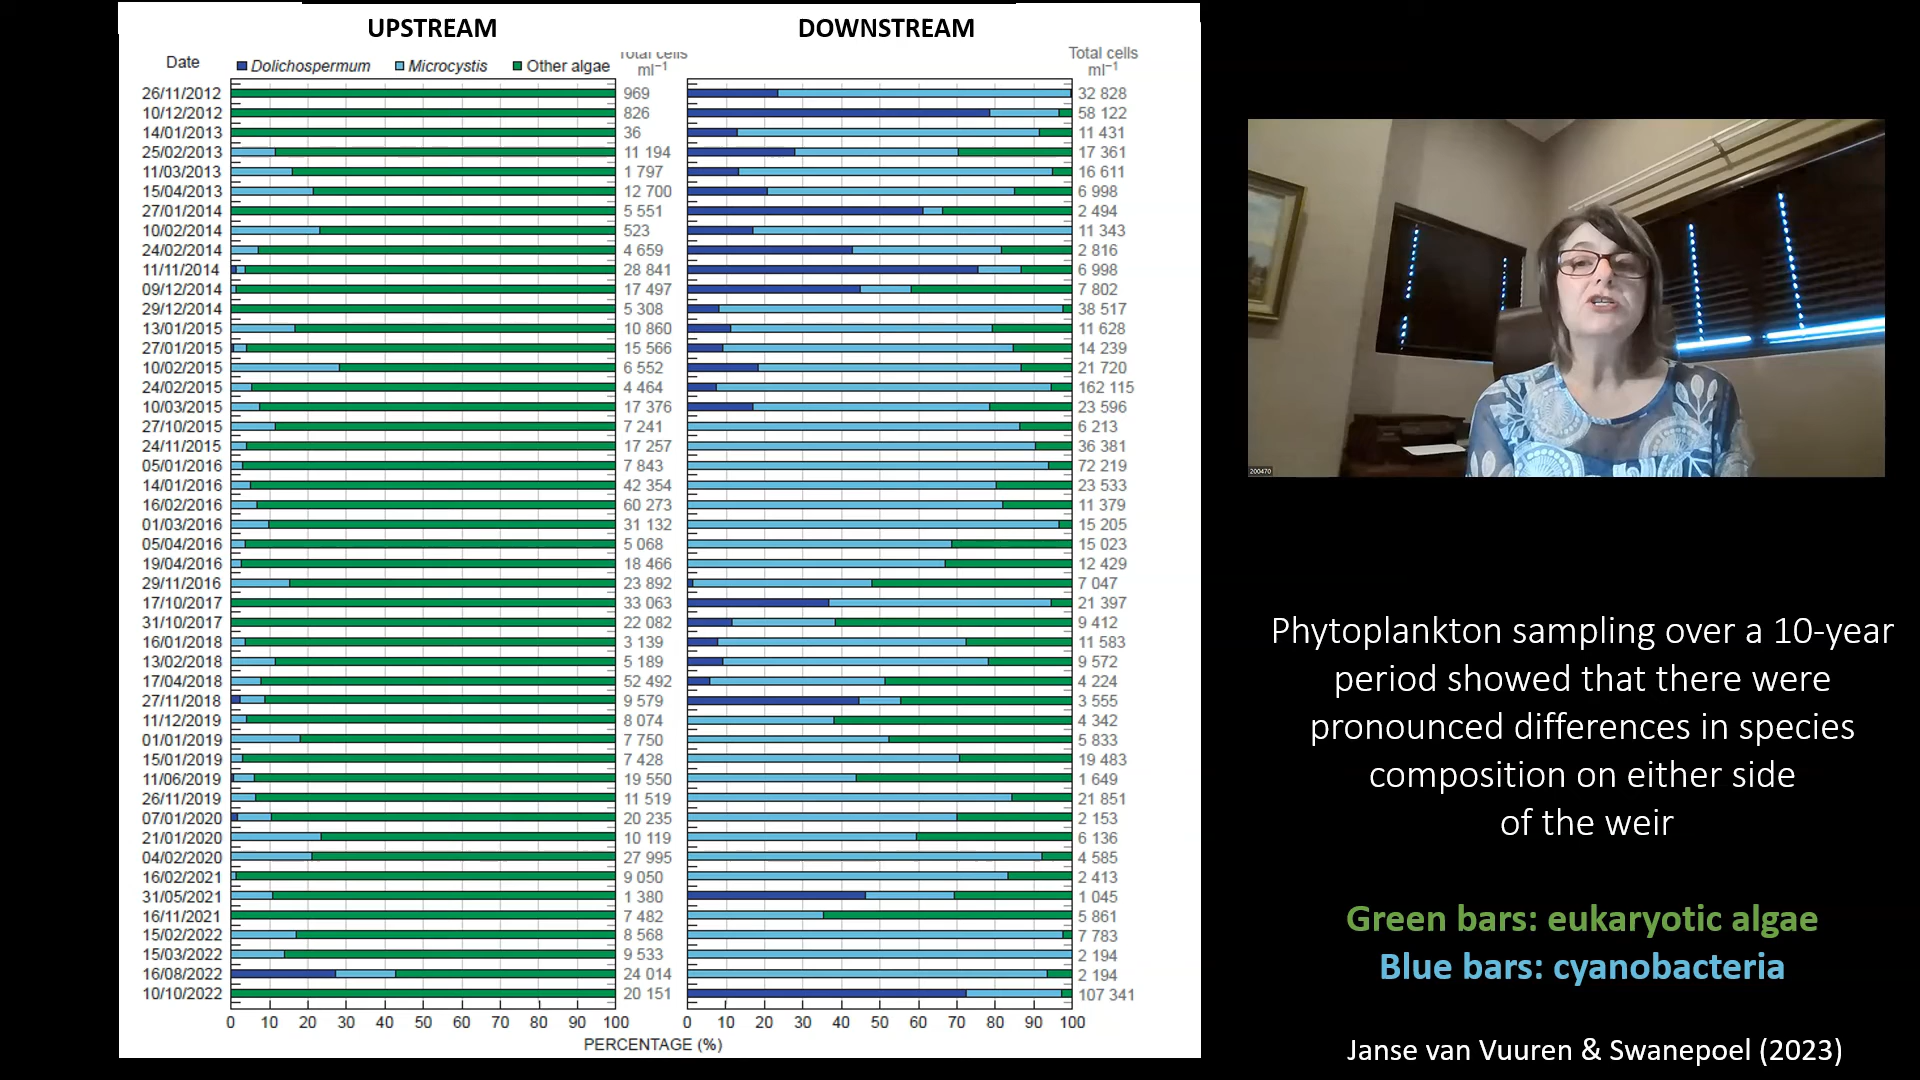 UPSTREAM DOWNSTREAM
Date Dolichospermum Microcystis Other algae Total cells ml⁻¹ Total cells ml⁻¹
26/11/2012 969 32 828
10/12/2012 826 58 122
14/01/2013 36 11 431
25/02/2013 11 194 17 361
11/03/2013 1 797 16 611
15/04/2013 12 700 6 998
27/01/2014 5 551 2 494
10/02/2014 523 11 343
24/02/2014 4 659 2 816
11/11/2014 28 841 6 998
09/12/2014 17 497 7 802
29/12/2014 5 308 38 517
13/01/2015 10 860 11 628
27/01/2015 15 566 14 239
10/02/2015 6 552 21 720
24/02/2015 4 464 162 115
10/03/2015 17 376 23 596
27/10/2015 7 241 6 213
24/11/2015 17 257 36 381
05/01/2016 7 843 72 219
14/01/2016 42 354 23 533
16/02/2016 60 273 11 379
01/03/2016 31 132 15 205
05/04/2016 5 068 15 023
19/04/2016 18 466 12 429
29/11/2016 23 892 7 047
17/10/2017 33 063 21 397
31/10/2017 22 082 9 412
16/01/2018 3 139 11 583
13/02/2018 5 189 9 572
17/04/2018 52 492 4 224
27/11/2018 9 579 3 555
11/12/2019 8 074 4 342
01/01/2019 7 750 5 833
15/01/2019 7 428 19 483
11/06/2019 19 550 1 649
26/11/2019 11 519 21 851
07/01/2020 20 235 2 153
21/01/2020 10 119 6 136
04/02/2020 27 995 4 585
16/02/2021 9 050 2 413
31/05/2021 1 380 1 045
16/11/2021 7 482 5 861
15/02/2022 8 568 7 783
15/03/2022 9 533 2 194
16/08/2022 24 014 2 194
10/10/2022 20 151 107 341
0 10 20 30 40 50 60 70 80 90 100 0 10 20 30 40 50 60 70 80 90 100
PERCENTAGE (%)
200470
Phytoplankton sampling over a 10-year
period showed that there were
pronounced differences in species
composition on either side
of the weir
Green bars: eukaryotic algae
Blue bars: cyanobacteria
Janse van Vuuren & Swanepoel (2023)